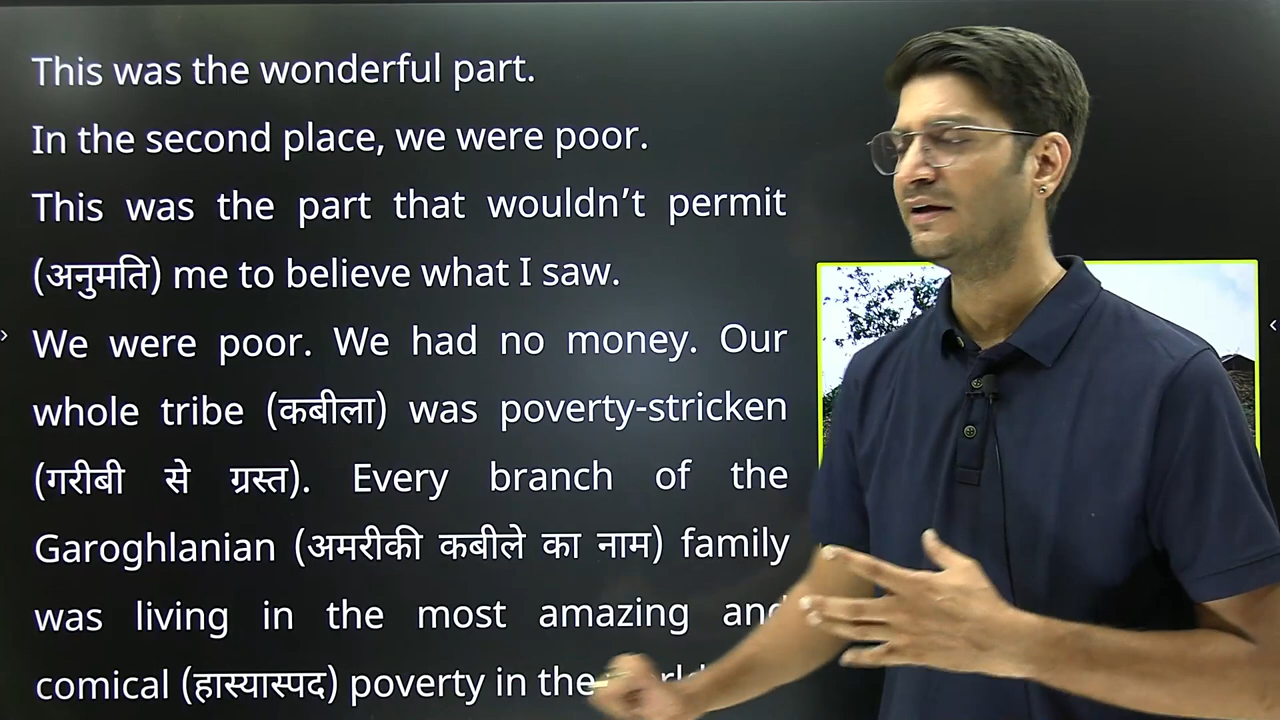 This was the wonderful part.
In the second place, we were poor.
This was the part that wouldn’t permit
(अनुमति) me to believe what I saw.
We were poor. We had no money. Our
whole tribe (कबीला) was poverty-stricken
(गरीबी से ग्रस्त). Every branch of the
Garoghlanian (अमरीकी कबीले का नाम) family
was living in the most amazing and
comical (हास्यास्पद) poverty in the